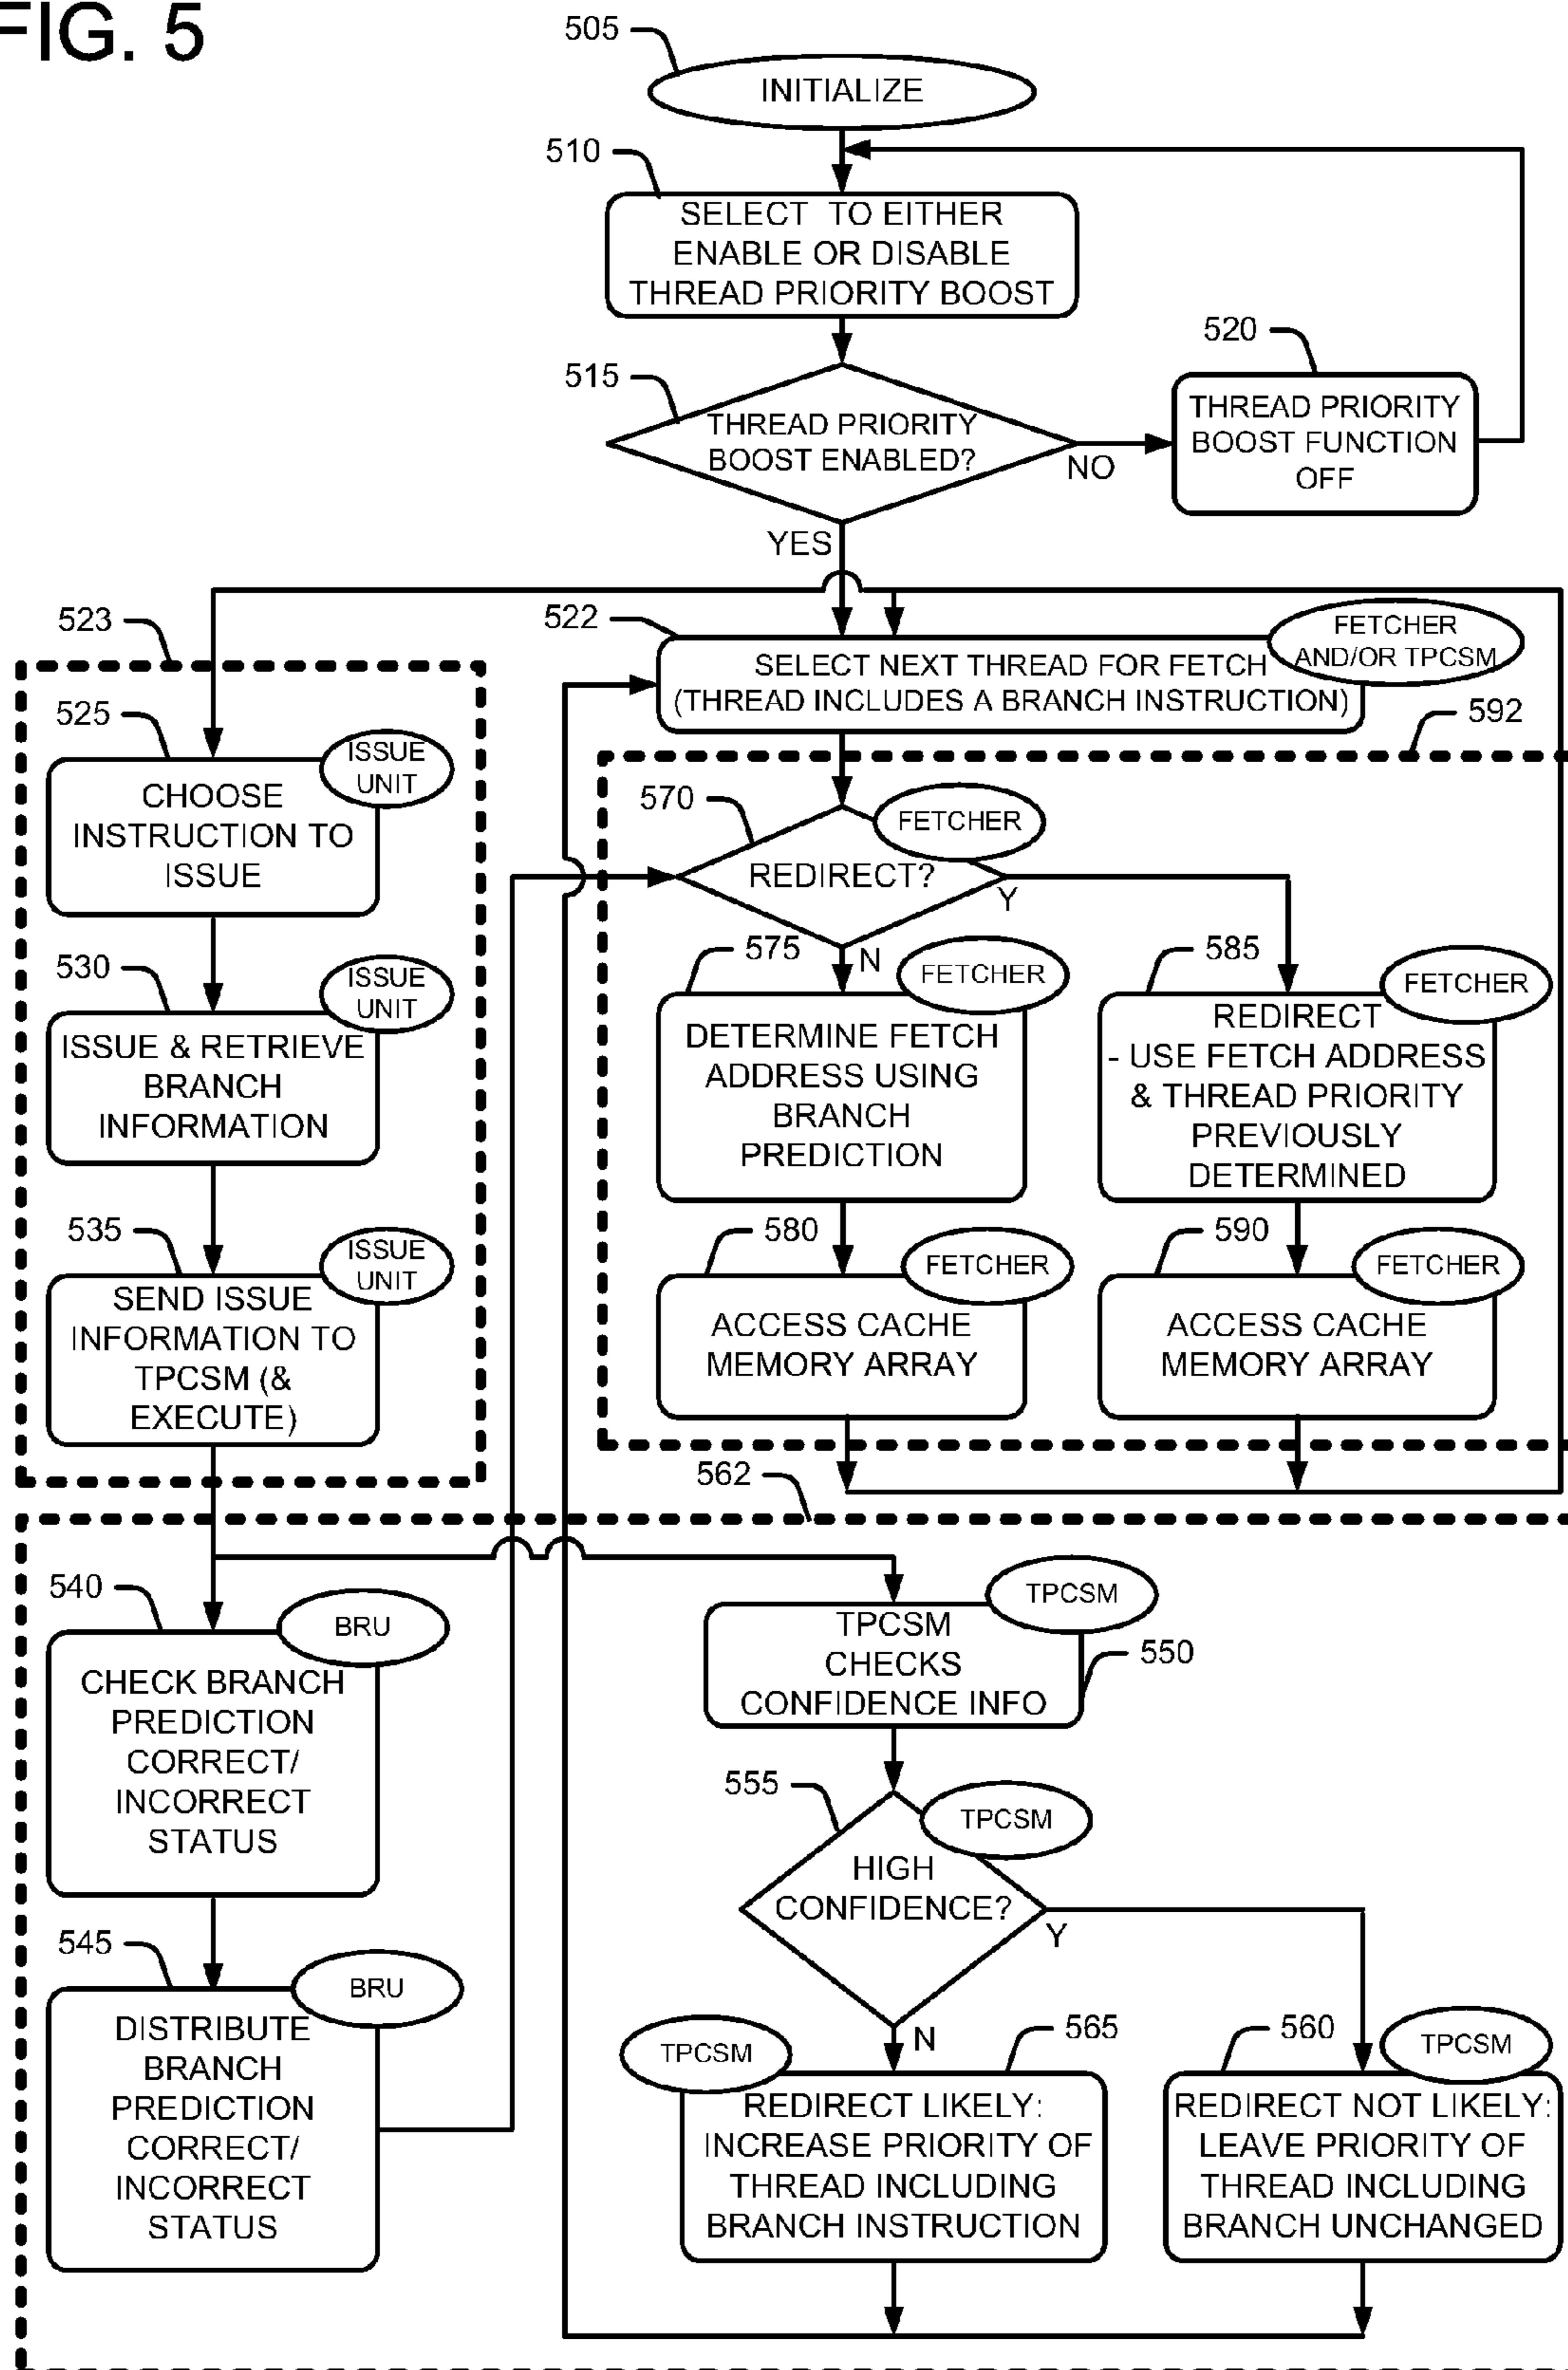 FIG. 5
505
INITIALIZE
510
SELECT TO EITHER
ENABLE OR DISABLE
THREAD PRIORITY BOOST
515
THREAD PRIORITY
BOOST ENABLED?
NO
YES
520
THREAD PRIORITY
BOOST FUNCTION
OFF
523
522
SELECT NEXT THREAD FOR FETCH
(THREAD INCLUDES A BRANCH INSTRUCTION)
FETCHER
AND/OR TPCSM
592
525
ISSUE
UNIT
CHOOSE
INSTRUCTION TO
ISSUE
530
ISSUE
UNIT
ISSUE & RETRIEVE
BRANCH
INFORMATION
535
ISSUE
UNIT
SEND ISSUE
INFORMATION TO
TPCSM (&
EXECUTE)
570
FETCHER
REDIRECT?
Y
N
575
FETCHER
DETERMINE FETCH
ADDRESS USING
BRANCH
PREDICTION
585
FETCHER
REDIRECT
- USE FETCH ADDRESS
& THREAD PRIORITY
PREVIOUSLY
DETERMINED
580
FETCHER
ACCESS CACHE
MEMORY ARRAY
590
FETCHER
ACCESS CACHE
MEMORY ARRAY
562
540
BRU
CHECK BRANCH
PREDICTION
CORRECT/
INCORRECT
STATUS
545
BRU
DISTRIBUTE
BRANCH
PREDICTION
CORRECT/
INCORRECT
STATUS
TPCSM
TPCSM
CHECKS
CONFIDENCE INFO
550
555
TPCSM
HIGH
CONFIDENCE?
Y
N
TPCSM
565
REDIRECT LIKELY:
INCREASE PRIORITY OF
THREAD INCLUDING
BRANCH INSTRUCTION
560
TPCSM
REDIRECT NOT LIKELY:
LEAVE PRIORITY OF
THREAD INCLUDING
BRANCH UNCHANGED